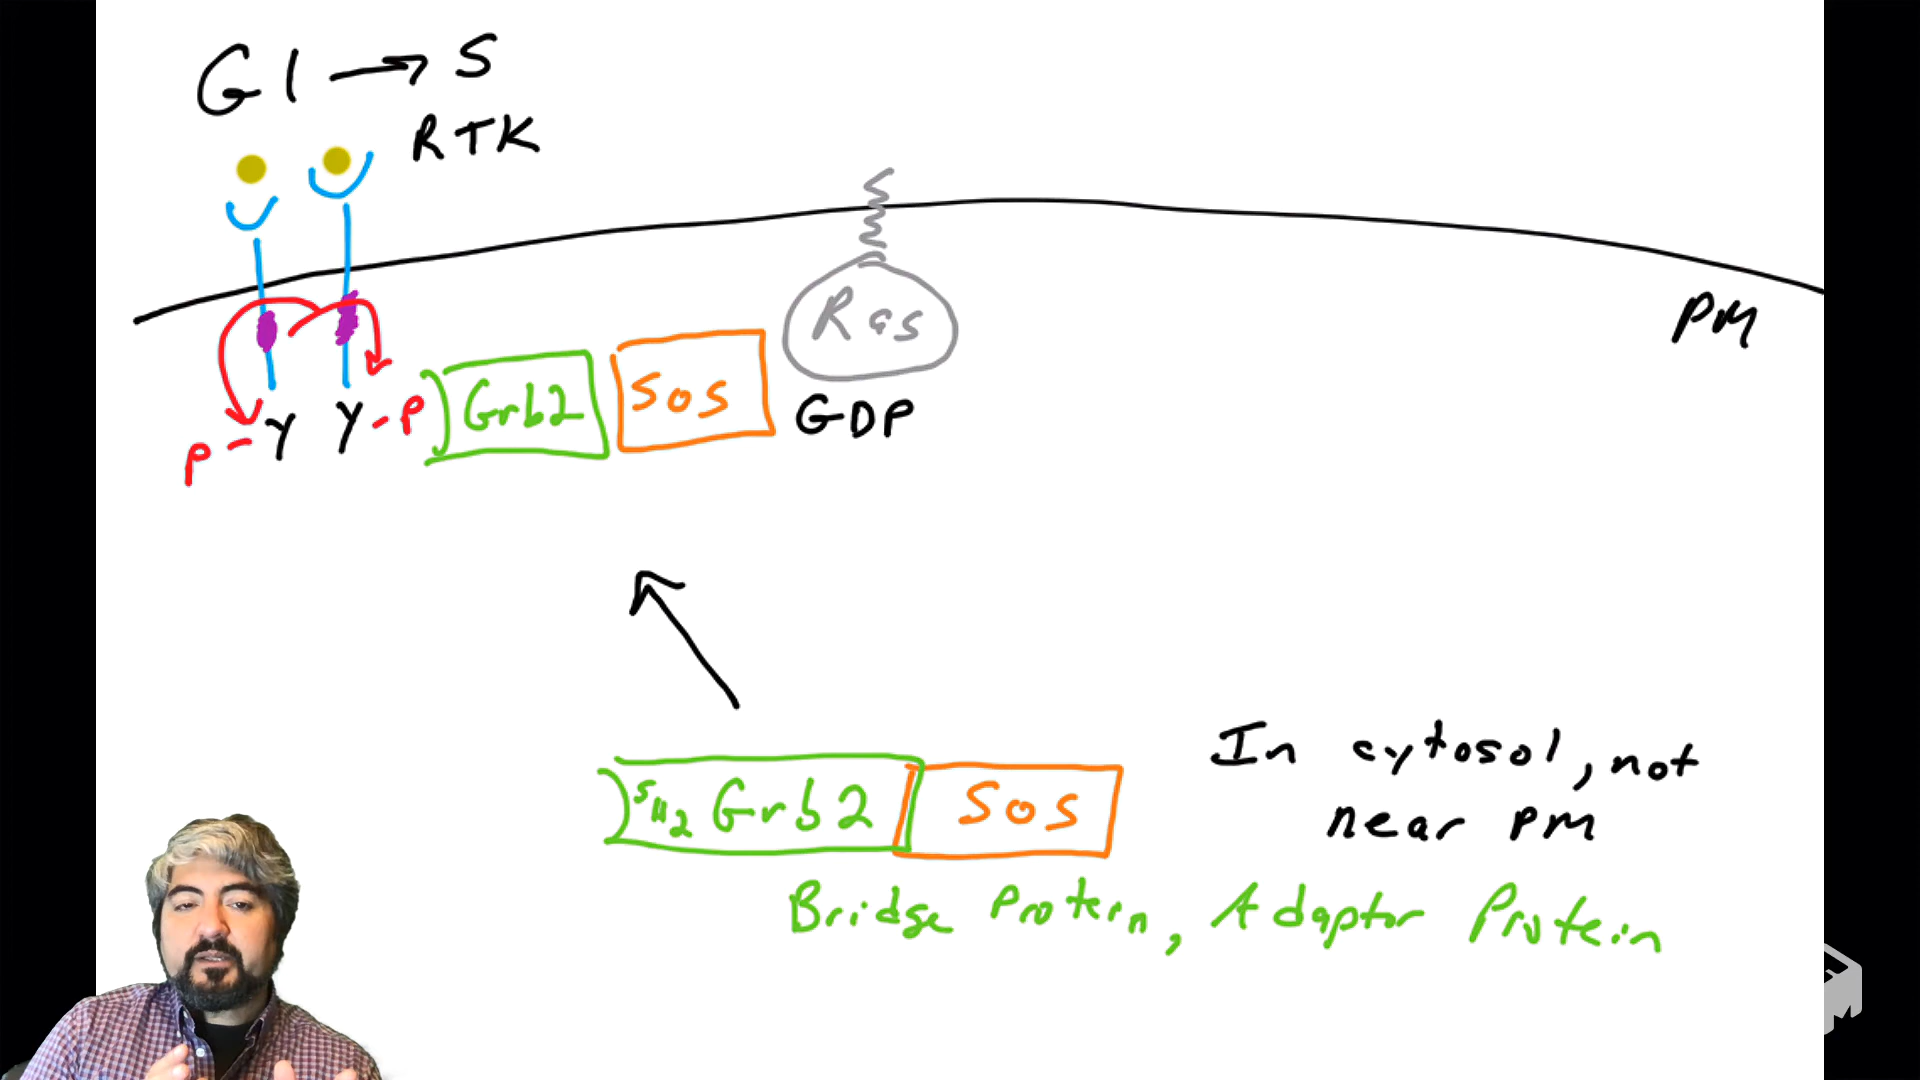 G1 → S
RTK
Ras
PM
Grb2
SOS
GDP
P-Y
Y-P
SH2 Grb2
SOS
In cytosol, not
near PM
Bridge Protein, Adaptor Protein